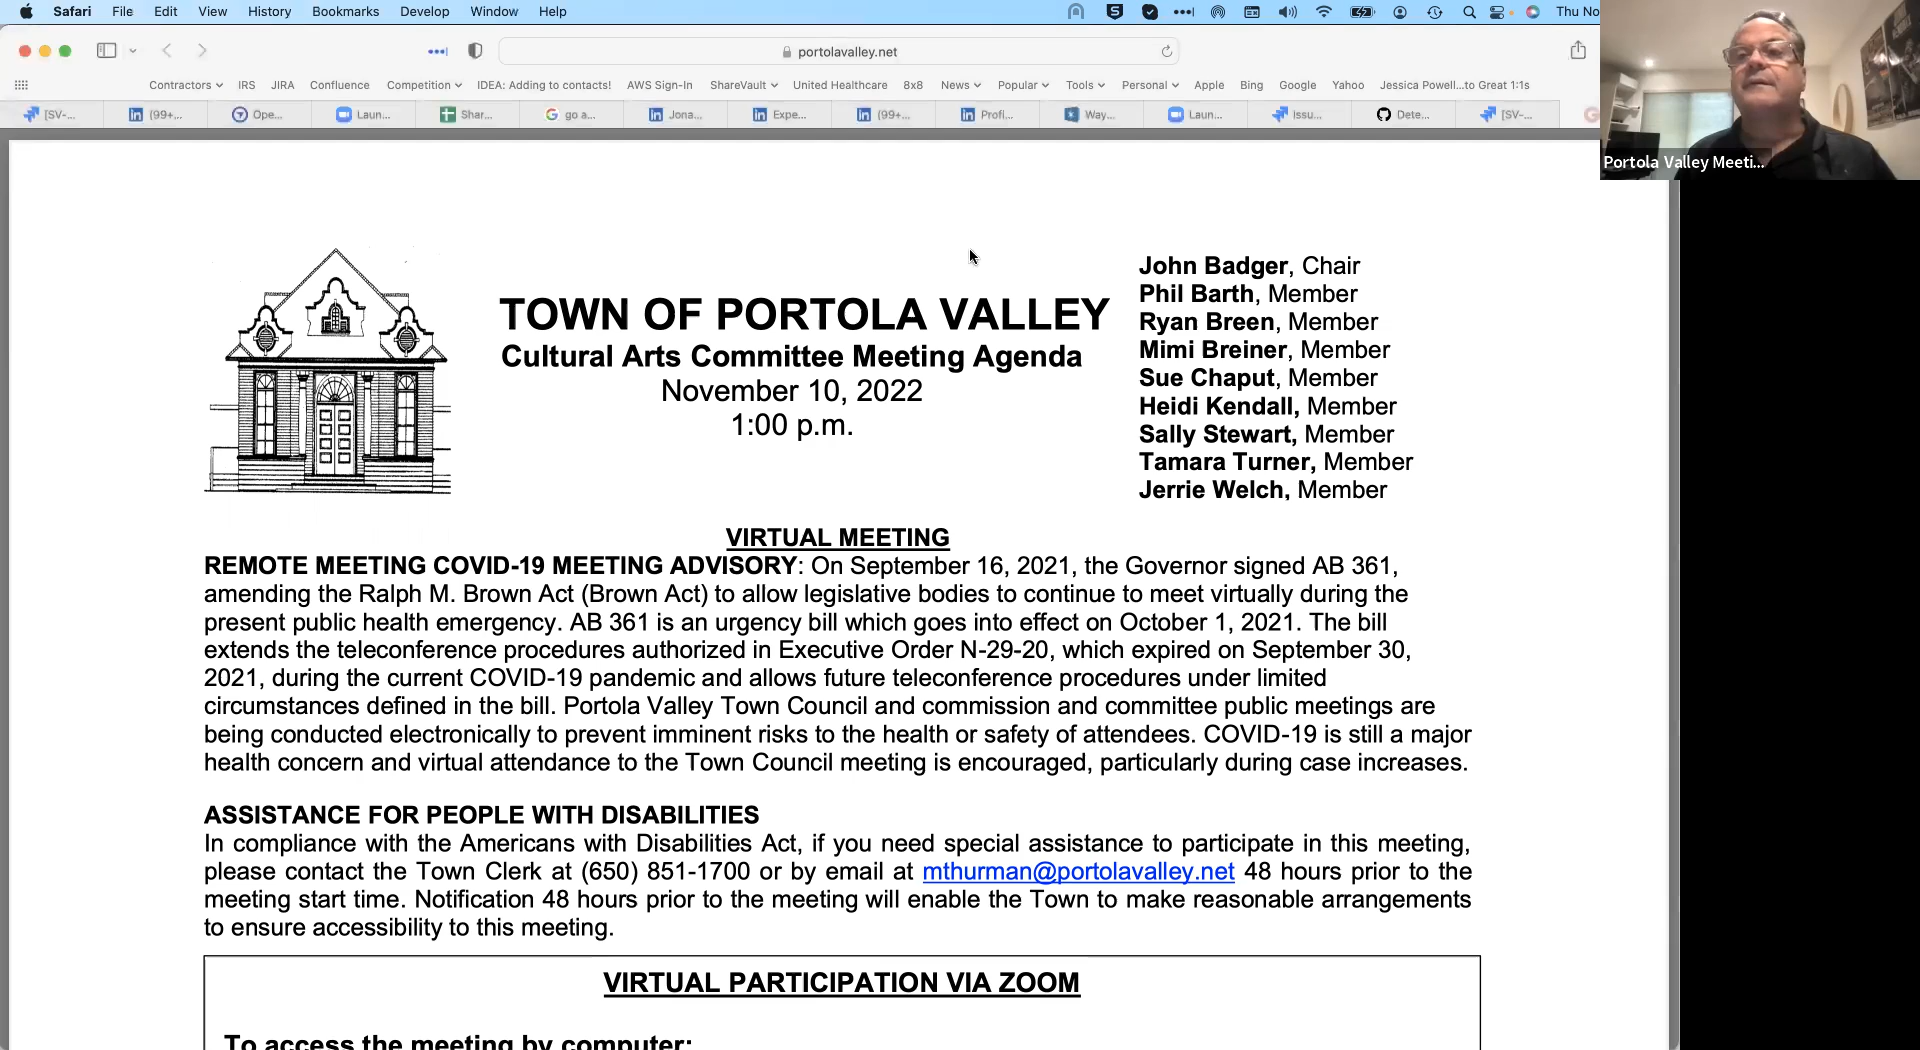 Safari File Edit View History Bookmarks Develop Window Help Thu No
portolavalley.net
Contractors IRS JIRA Confluence Competition IDEA: Adding to contacts! AWS Sign-In ShareVault United Healthcare 8x8 News Popular Tools Personal Apple Bing Google Yahoo Jessica Powell...to Great 1:1s
[SV-... (99+... Ope... Laun... Shar... go a... Jona... Expe... (99+... Profi... Way... Laun... Issu... Dete... [SV-...
Portola Valley Meeti...
TOWN OF PORTOLA VALLEY
Cultural Arts Committee Meeting Agenda
November 10, 2022
1:00 p.m.
John Badger, Chair
Phil Barth, Member
Ryan Breen, Member
Mimi Breiner, Member
Sue Chaput, Member
Heidi Kendall, Member
Sally Stewart, Member
Tamara Turner, Member
Jerrie Welch, Member
VIRTUAL MEETING
REMOTE MEETING COVID-19 MEETING ADVISORY: On September 16, 2021, the Governor signed AB 361,
amending the Ralph M. Brown Act (Brown Act) to allow legislative bodies to continue to meet virtually during the
present public health emergency. AB 361 is an urgency bill which goes into effect on October 1, 2021. The bill
extends the teleconference procedures authorized in Executive Order N-29-20, which expired on September 30,
2021, during the current COVID-19 pandemic and allows future teleconference procedures under limited
circumstances defined in the bill. Portola Valley Town Council and commission and committee public meetings are
being conducted electronically to prevent imminent risks to the health or safety of attendees. COVID-19 is still a major
health concern and virtual attendance to the Town Council meeting is encouraged, particularly during case increases.
ASSISTANCE FOR PEOPLE WITH DISABILITIES
In compliance with the Americans with Disabilities Act, if you need special assistance to participate in this meeting,
please contact the Town Clerk at (650) 851-1700 or by email at mthurman@portolavalley.net 48 hours prior to the
meeting start time. Notification 48 hours prior to the meeting will enable the Town to make reasonable arrangements
to ensure accessibility to this meeting.
VIRTUAL PARTICIPATION VIA ZOOM
To access the meeting by computer: